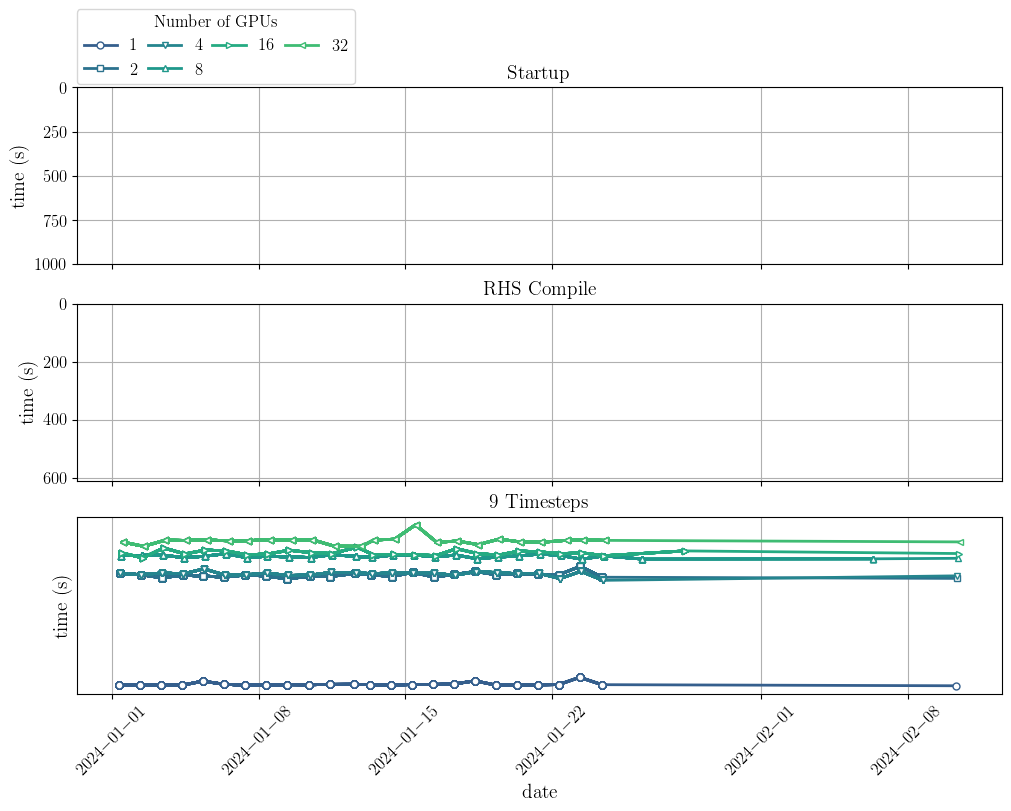 Number of GPUs
1 4 16 32
2 8
Startup
0
250
500
750
1000
time (s)
RHS Compile
0
200
400
600
time (s)
9 Timesteps
time (s)
2024−01−01 2024−01−08 2024−01−15 2024−01−22 2024−02−01 2024−02−08
date